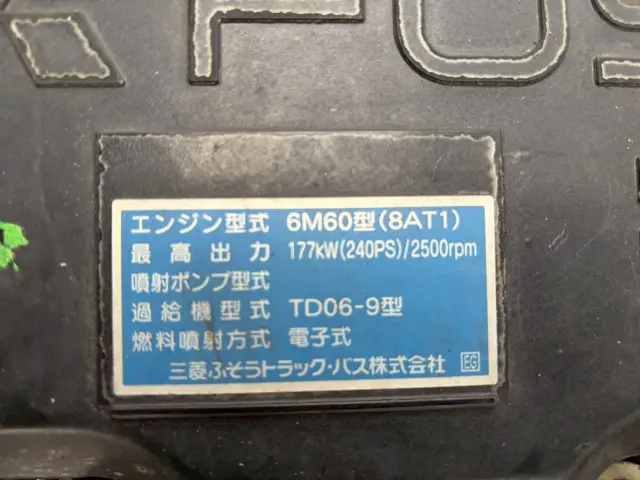 FUS
エンジン型式 6M60型(8AT1)
最高出力 177kW(240PS)/2500rpm
噴射ポンプ型式
過給機型式 TD06-9型
燃料噴射方式 電子式
三菱ふそうトラック・バス株式会社 EG